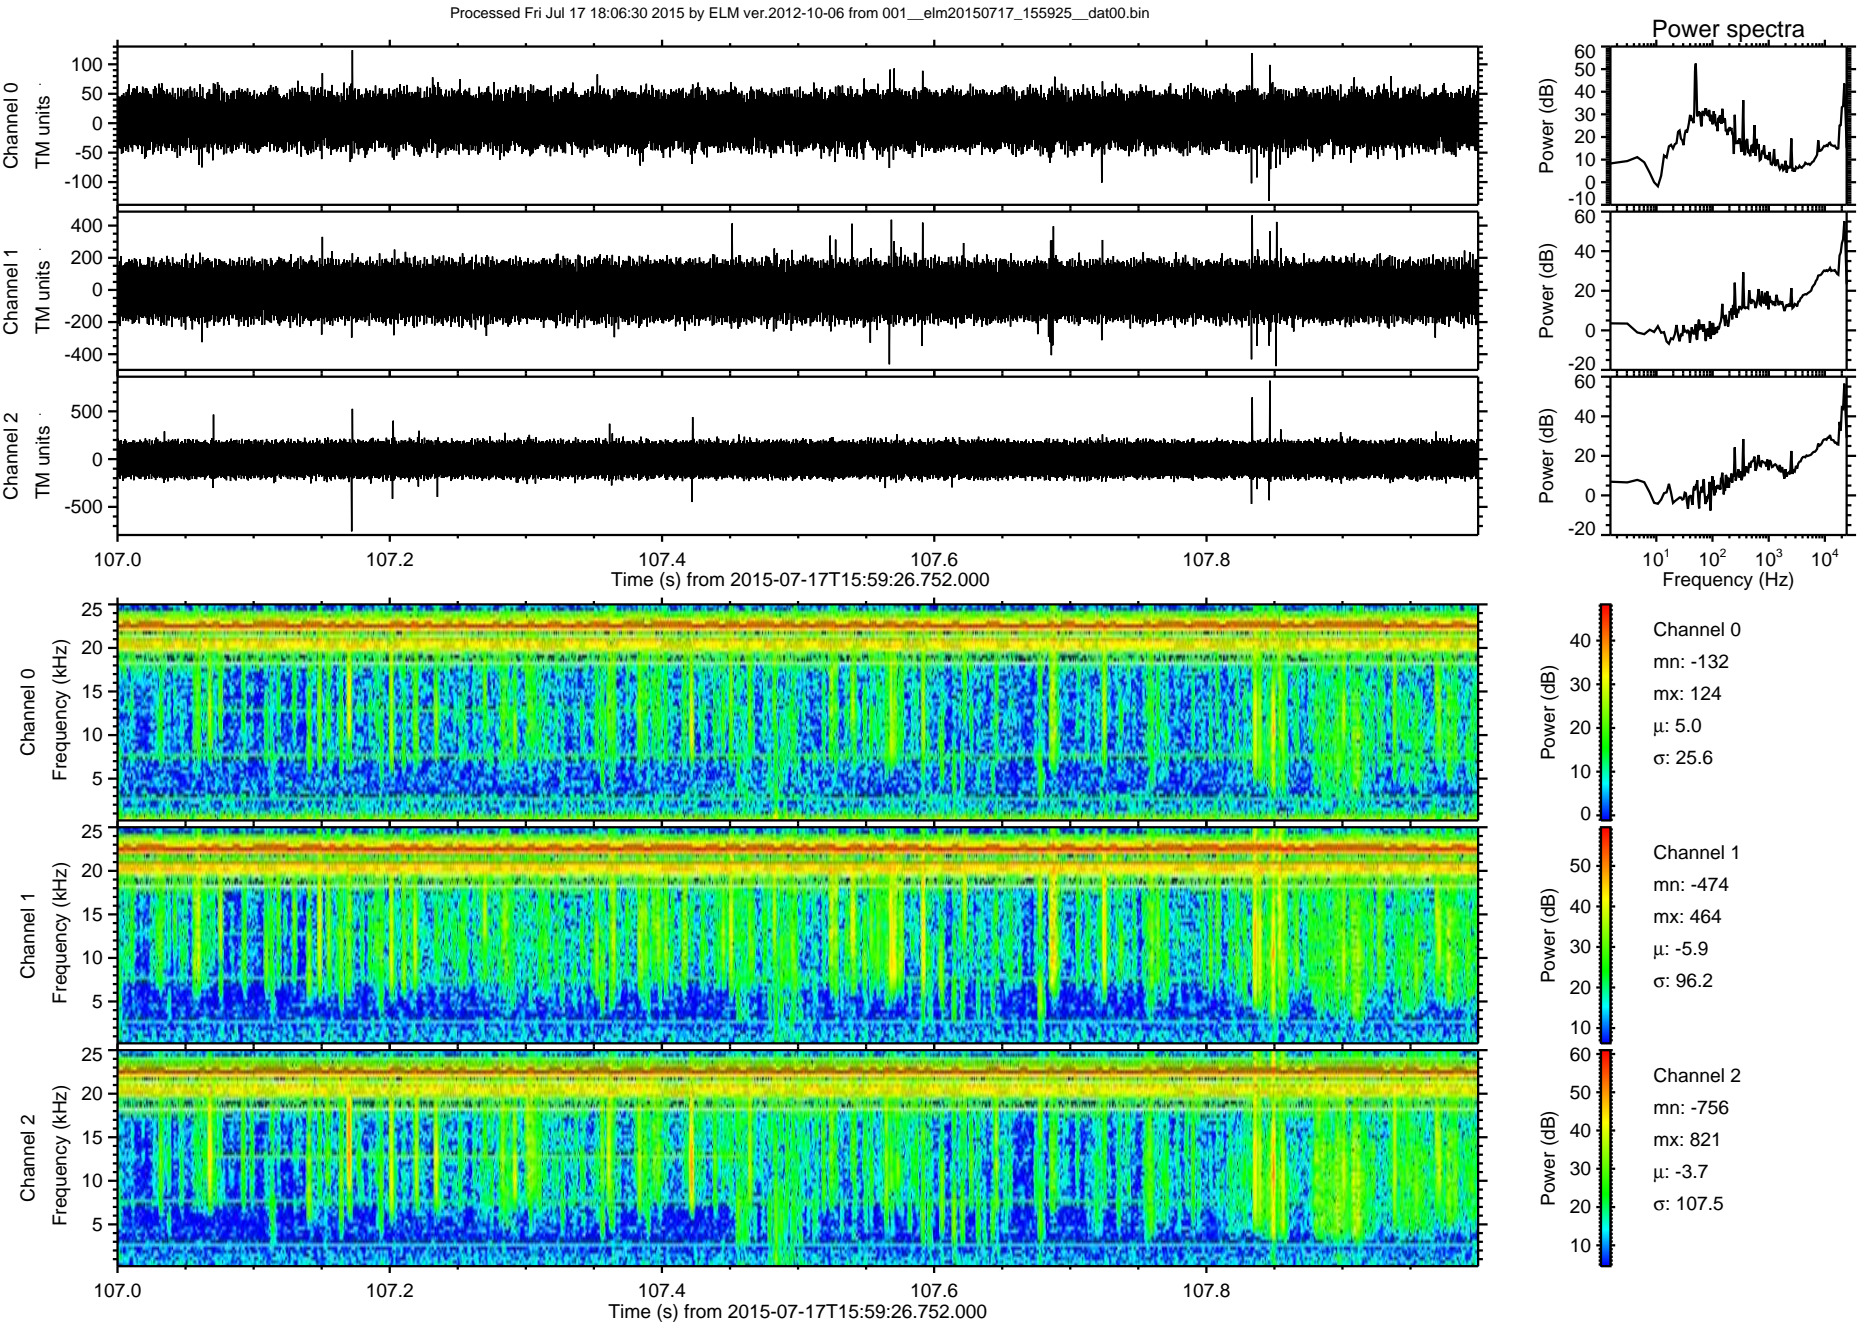 Processed Fri Jul 17 18:06:30 2015 by ELM ver.2012-10-06 from 001__elm20150717_155925__dat00.bin
Power spectra
Channel 0
TM units
100
50
0
-50
-100
Power (dB)
60
50
40
30
20
10
0
-10
Channel 1
TM units
400
200
0
-200
-400
Power (dB)
60
40
20
0
-20
Channel 2
TM units
500
0
-500
Power (dB)
60
40
20
0
-20
107.0
107.2
107.4
107.6
107.8
Time (s) from 2015-07-17T15:59:26.752.000
10^1
10^2
10^3
10^4
Frequency (Hz)
Channel 0
Frequency (kHz)
25
20
15
10
5
Power (dB)
40
30
20
10
0
Channel 0
mn: -132
mx: 124
μ: 5.0
σ: 25.6
Channel 1
Frequency (kHz)
25
20
15
10
5
Power (dB)
50
40
30
20
10
Channel 1
mn: -474
mx: 464
μ: -5.9
σ: 96.2
Channel 2
Frequency (kHz)
25
20
15
10
5
Power (dB)
60
50
40
30
20
10
Channel 2
mn: -756
mx: 821
μ: -3.7
σ: 107.5
107.0
107.2
107.4
107.6
107.8
Time (s) from 2015-07-17T15:59:26.752.000